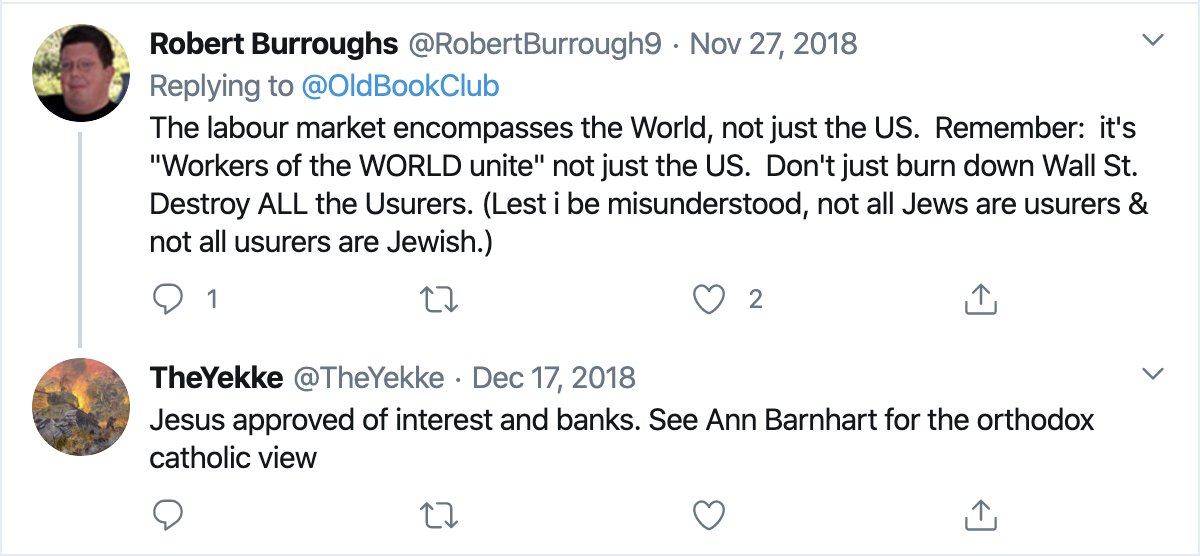 Robert Burroughs @RobertBurrough9 · Nov 27, 2018
Replying to @OldBookClub
The labour market encompasses the World, not just the US.  Remember:  it's
"Workers of the WORLD unite" not just the US.  Don't just burn down Wall St.
Destroy ALL the Usurers. (Lest i be misunderstood, not all Jews are usurers &
not all usurers are Jewish.)
1 2
TheYekke @TheYekke · Dec 17, 2018
Jesus approved of interest and banks. See Ann Barnhart for the orthodox
catholic view